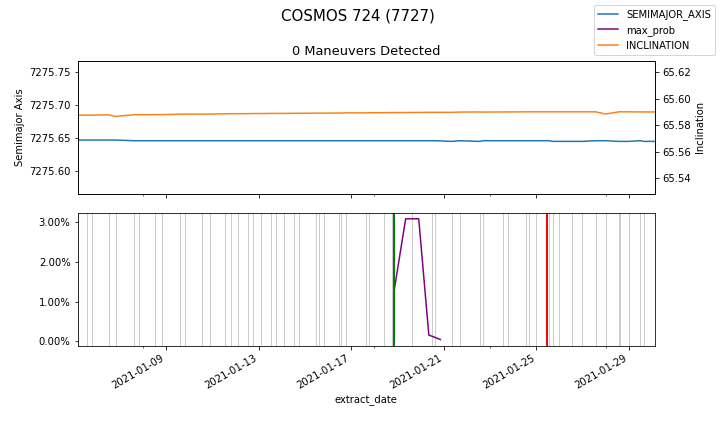 COSMOS 724 (7727)
SEMIMAJOR_AXIS
max_prob
INCLINATION
0 Maneuvers Detected
7275.75
7275.70
7275.65
7275.60
Semimajor Axis
65.62
65.60
65.58
65.56
65.54
Inclination
3.00%
2.00%
1.00%
0.00%
2021-01-09
2021-01-13
2021-01-17
2021-01-21
2021-01-25
2021-01-29
extract_date